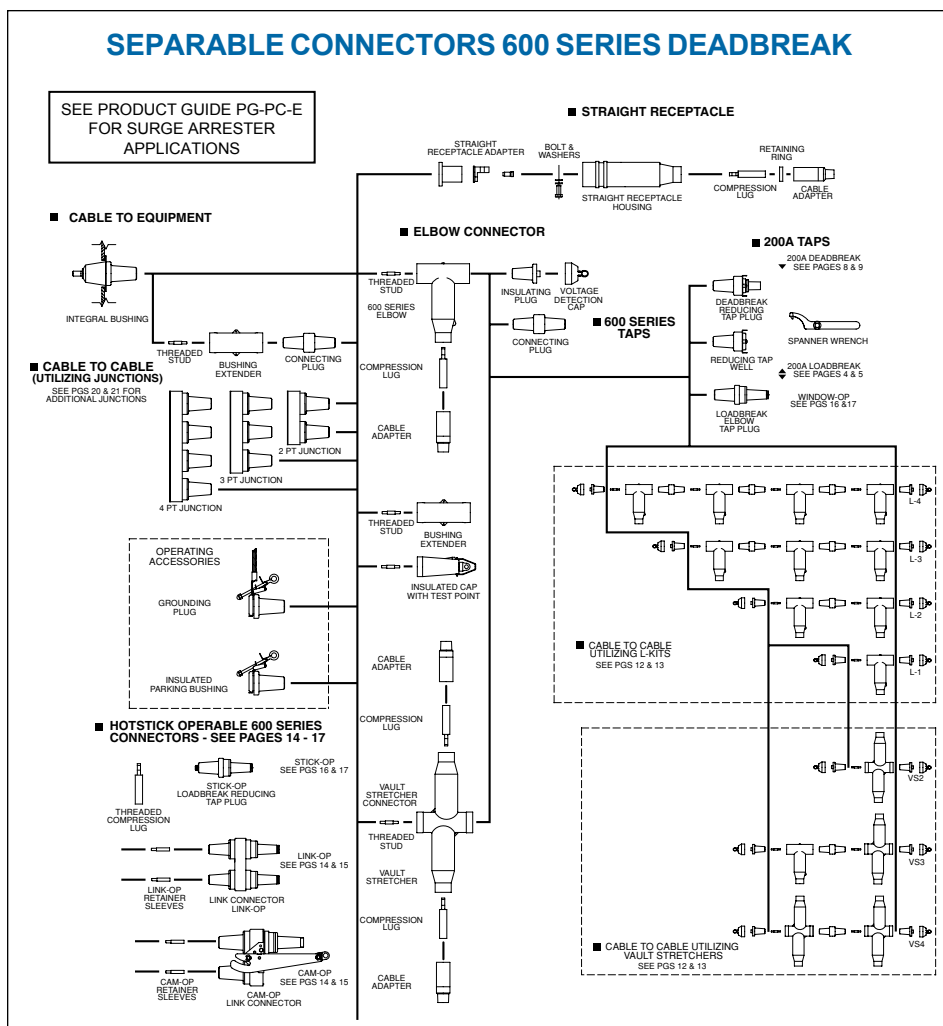 SEPARABLE CONNECTORS 600 SERIES DEADBREAK
SEE PRODUCT GUIDE PG-PC-E
FOR SURGE ARRESTER
APPLICATIONS
■ STRAIGHT RECEPTACLE
STRAIGHT
RECEPTACLE ADAPTER
BOLT &
WASHERS
STRAIGHT RECEPTACLE
HOUSING
COMPRESSION
LUG
RETAINING
RING
CABLE
ADAPTER
■ CABLE TO EQUIPMENT
INTEGRAL BUSHING
THREADED
STUD
BUSHING
EXTENDER
CONNECTING
PLUG
■ ELBOW CONNECTOR
THREADED
STUD
600 SERIES
ELBOW
INSULATING
PLUG
VOLTAGE
DETECTION
CAP
CONNECTING
PLUG
COMPRESSION
LUG
CABLE
ADAPTER
■ 600 SERIES
TAPS
■ 200A TAPS
200A DEADBREAK
SEE PAGES 8 & 9
DEADBREAK
REDUCING
TAP PLUG
SPANNER WRENCH
REDUCING TAP
WELL
200A LOADBREAK
SEE PAGES 4 & 5
WINDOW-OP
SEE PGS 16 &17
LOADBREAK
ELBOW
TAP PLUG
■ CABLE TO CABLE
(UTILIZING JUNCTIONS)
SEE PGS 20 & 21 FOR
ADDITIONAL JUNCTIONS
2 PT JUNCTION
3 PT JUNCTION
4 PT JUNCTION
THREADED
STUD
BUSHING
EXTENDER
INSULATED CAP
WITH TEST POINT
OPERATING
ACCESSORIES
GROUNDING
PLUG
INSULATED
PARKING BUSHING
L-4
L-3
L-2
L-1
■ CABLE TO CABLE
UTILIZING L-KITS
SEE PGS 12 & 13
CABLE
ADAPTER
COMPRESSION
LUG
VAULT
STRETCHER
CONNECTOR
THREADED
STUD
VAULT
STRETCHER
COMPRESSION
LUG
CABLE
ADAPTER
■ HOTSTICK OPERABLE 600 SERIES
CONNECTORS - SEE PAGES 14 - 17
THREADED
COMPRESSION
LUG
STICK-OP
LOADBREAK REDUCING
TAP PLUG
STICK-OP
SEE PGS 16 & 17
LINK-OP
RETAINER
SLEEVES
LINK CONNECTOR
LINK-OP
LINK-OP
SEE PGS 14 & 15
CAM-OP
RETAINER
SLEEVES
CAM-OP
LINK CONNECTOR
CAM-OP
SEE PGS 14 & 15
VS2
VS3
VS4
■ CABLE TO CABLE UTILIZING
VAULT STRETCHERS
SEE PGS 12 & 13